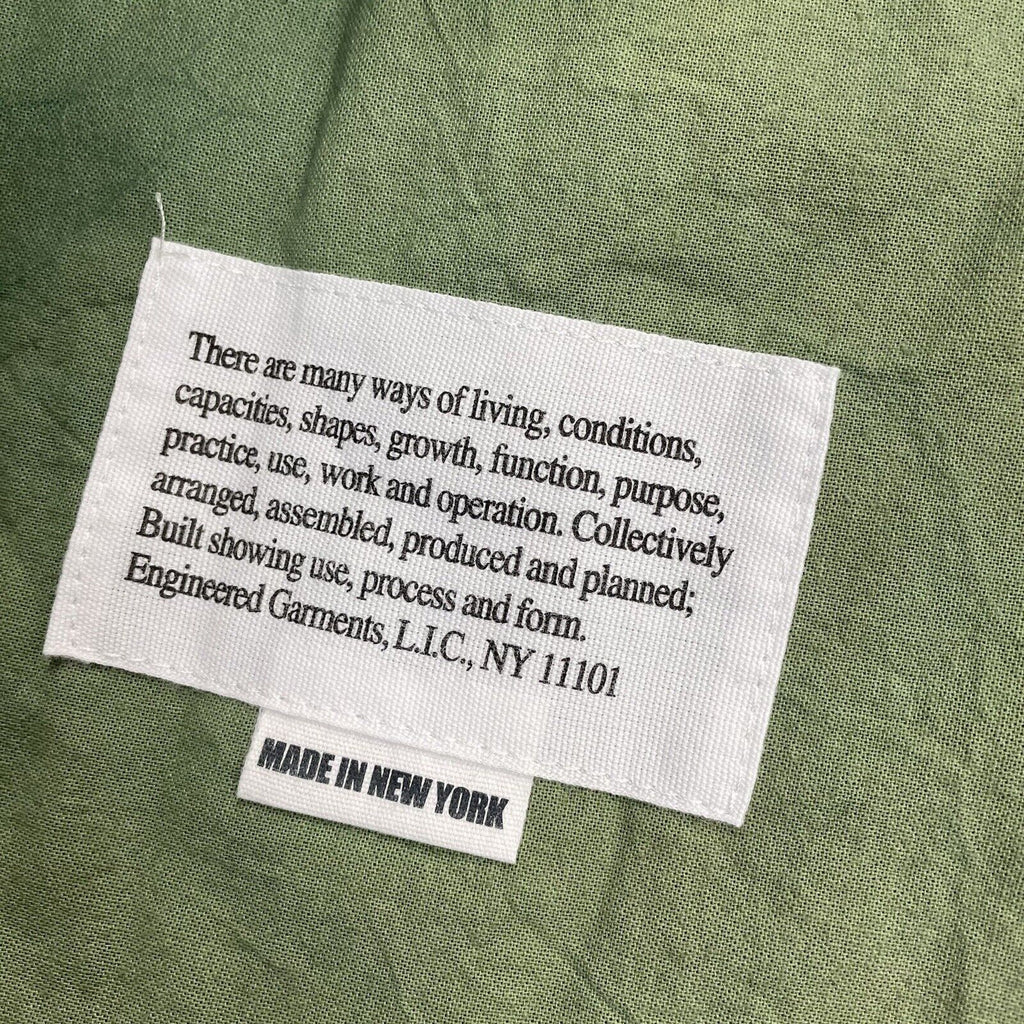 There are many ways of living, conditions,
capacities, shapes, growth, function, purpose,
practice, use, work and operation. Collectively
arranged, assembled, produced and planned;
Built showing use, process and form.
Engineered Garments, L.I.C., NY 11101
MADE IN NEW YORK